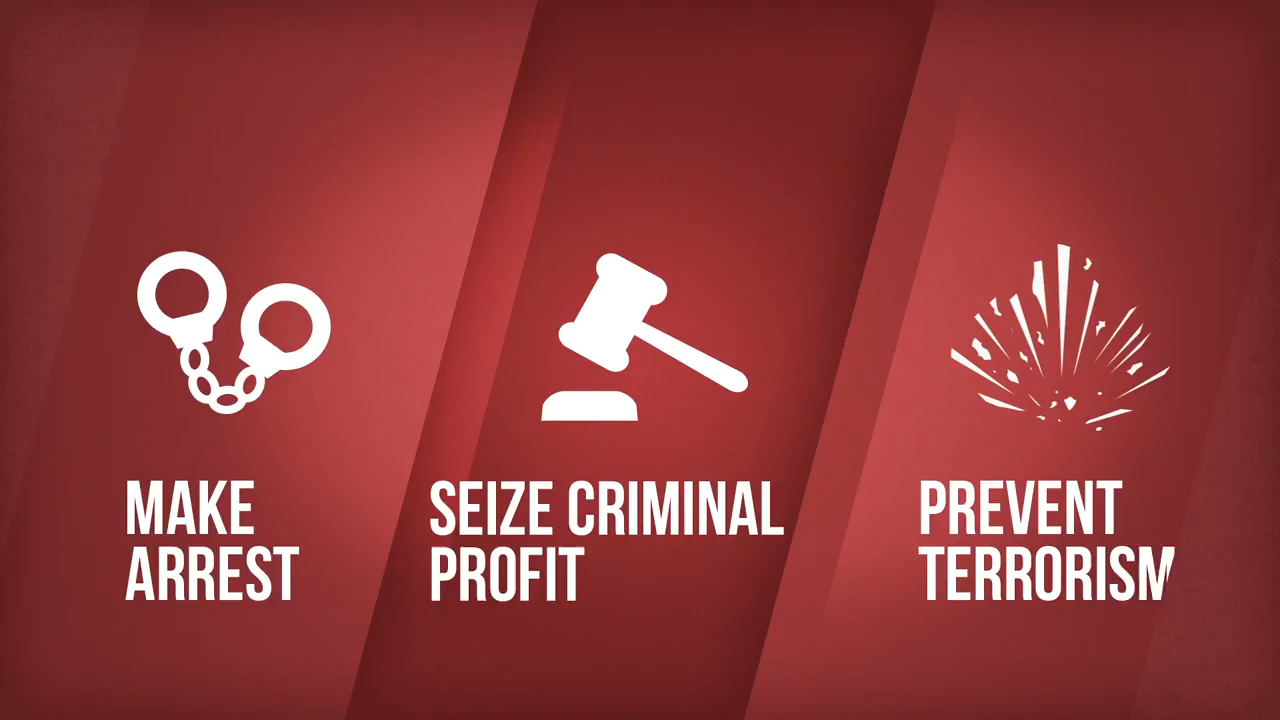 MAKE
ARREST
SEIZE CRIMINAL
PROFIT
PREVENT
TERRORISM